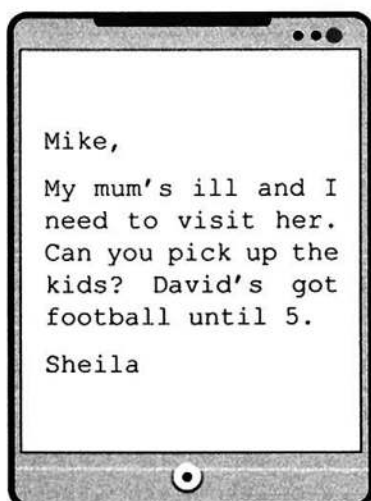 Mike,
My mum's ill and I
need to visit her.
Can you pick up the
kids? David's got
football until 5.
Sheila